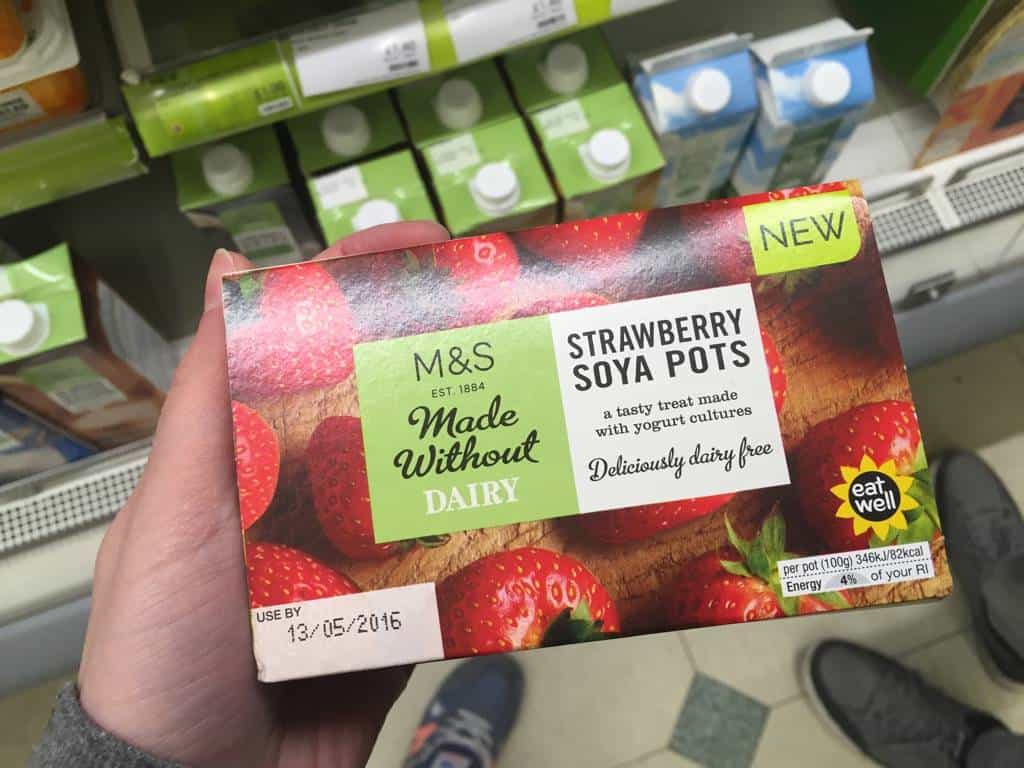 NEW
M&S
EST. 1884
Made
Without
DAIRY
STRAWBERRY
SOYA POTS
a tasty treat made
with yogurt cultures
Deliciously dairy free
eat
well
per pot (100g) 346kJ/82kcal
Energy 4% of your RI
USE BY
13/05/2016